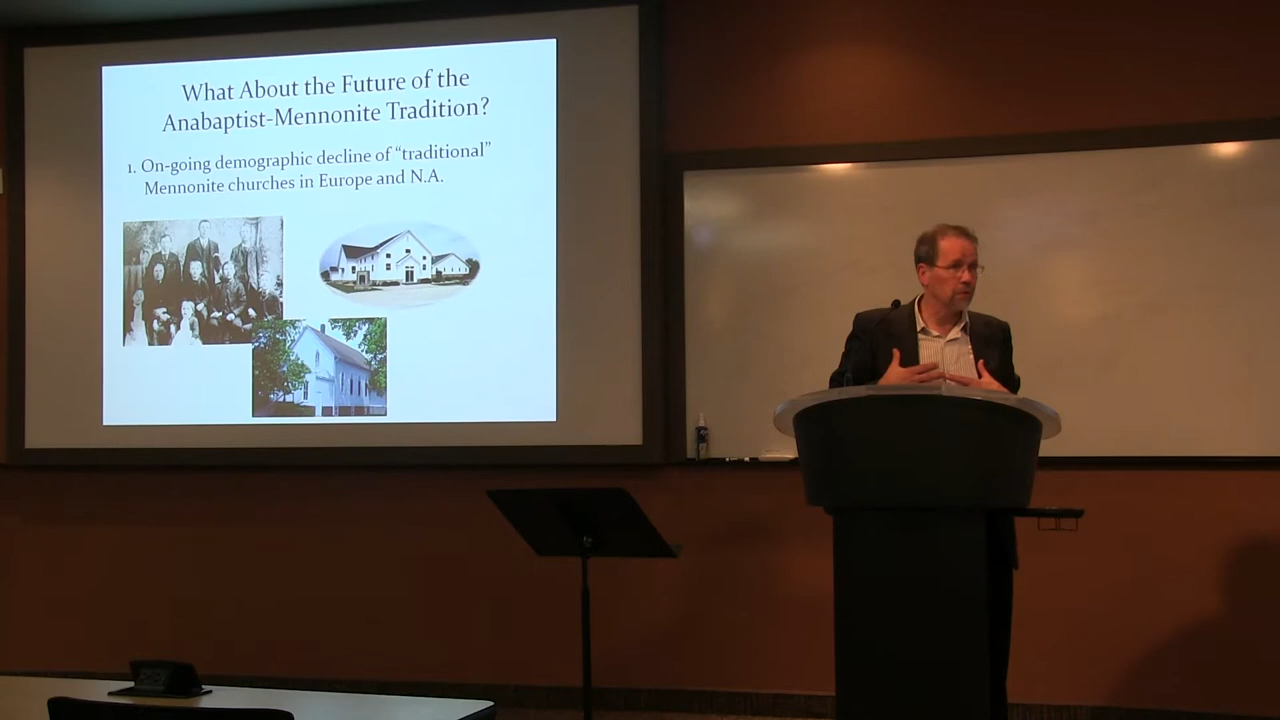 What About the Future of the
Anabaptist-Mennonite Tradition?
1. On-going demographic decline of “traditional”
Mennonite churches in Europe and N.A.